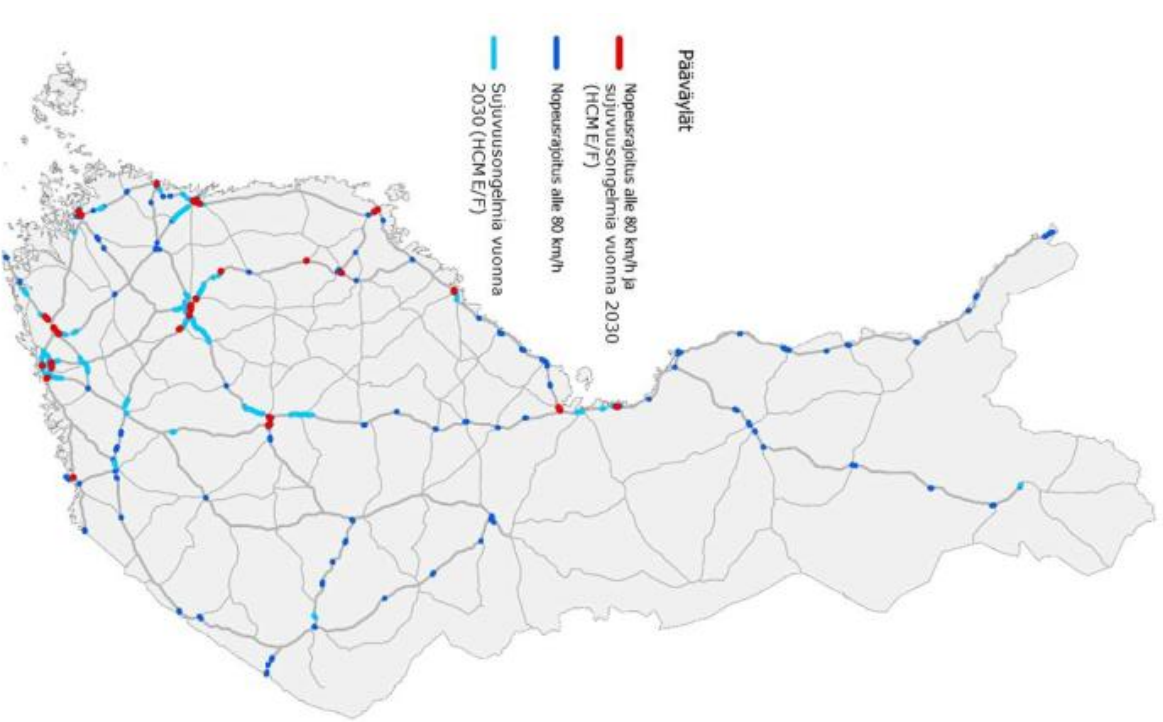 Pääväylät
Nopeusrajoitus alle 80 km/h ja
sujuvuusongelmia vuonna 2030
(HCM E/F)
Nopeusrajoitus alle 80 km/h
Sujuvuusongelmia vuonna
2030 (HCM E/F)